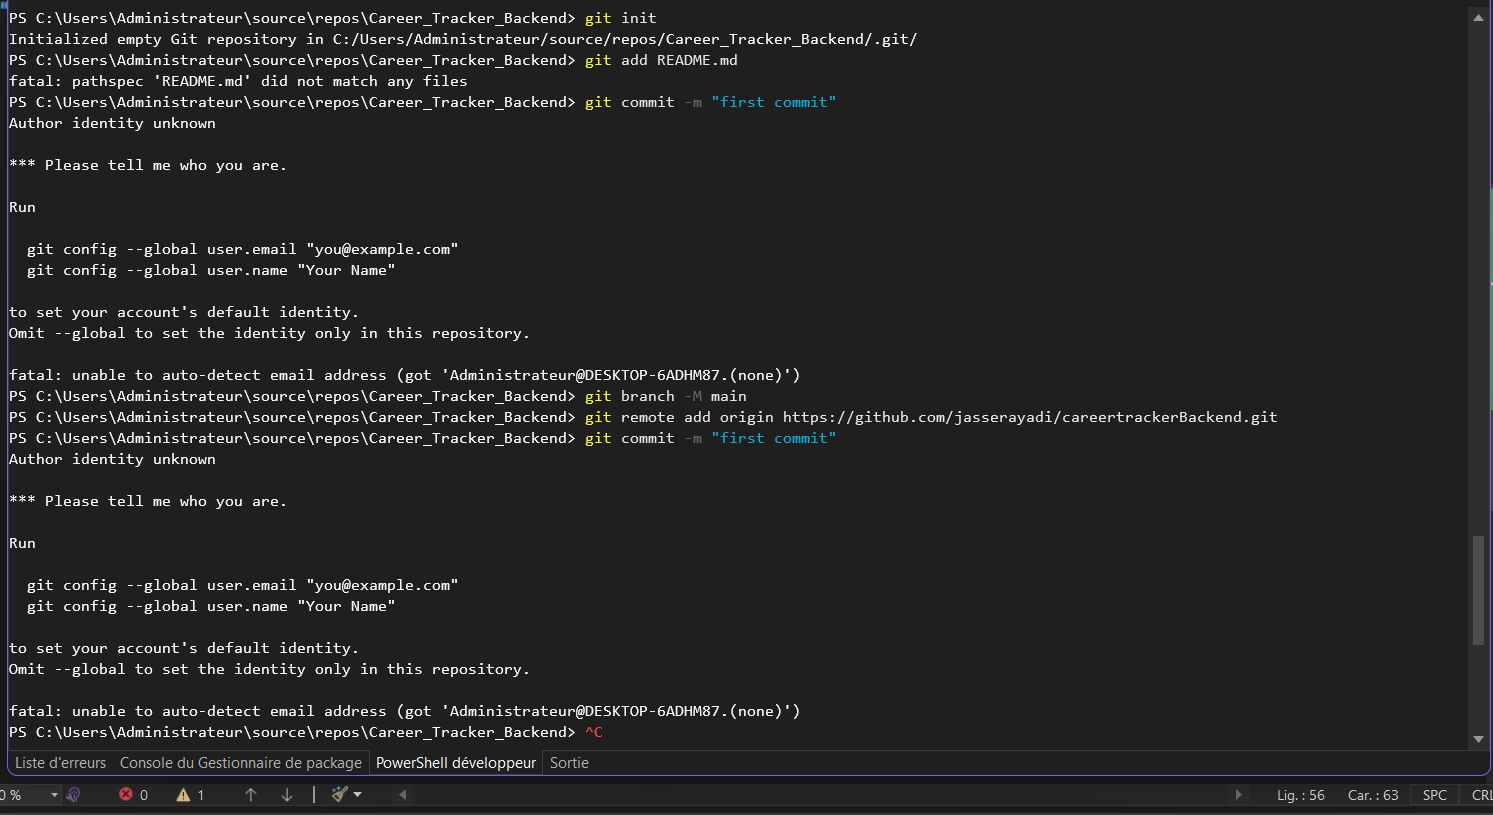 PS C:\Users\Administrateur\source\repos\Career_Tracker_Backend> git init
Initialized empty Git repository in C:/Users/Administrateur/source/repos/Career_Tracker_Backend/.git/
PS C:\Users\Administrateur\source\repos\Career_Tracker_Backend> git add README.md
fatal: pathspec 'README.md' did not match any files
PS C:\Users\Administrateur\source\repos\Career_Tracker_Backend> git commit -m "first commit"
Author identity unknown

*** Please tell me who you are.

Run

  git config --global user.email "you@example.com"
  git config --global user.name "Your Name"

to set your account's default identity.
Omit --global to set the identity only in this repository.

fatal: unable to auto-detect email address (got 'Administrateur@DESKTOP-6ADHM87.(none)')
PS C:\Users\Administrateur\source\repos\Career_Tracker_Backend> git branch -M main
PS C:\Users\Administrateur\source\repos\Career_Tracker_Backend> git remote add origin https://github.com/jasserayadi/careertrackerBackend.git
PS C:\Users\Administrateur\source\repos\Career_Tracker_Backend> git commit -m "first commit"
Author identity unknown

*** Please tell me who you are.

Run

  git config --global user.email "you@example.com"
  git config --global user.name "Your Name"

to set your account's default identity.
Omit --global to set the identity only in this repository.

fatal: unable to auto-detect email address (got 'Administrateur@DESKTOP-6ADHM87.(none)')
PS C:\Users\Administrateur\source\repos\Career_Tracker_Backend> ^C
Liste d'erreurs Console du Gestionnaire de package PowerShell développeur Sortie
0 % 0 1 Lig. : 56 Car. : 63 SPC CRL